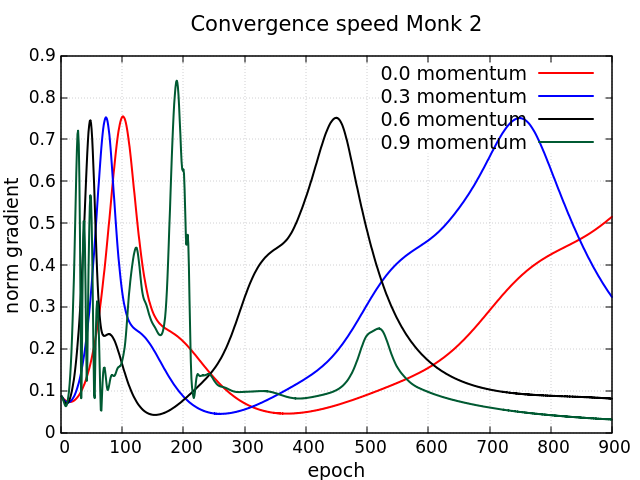 Convergence speed Monk 2
0.9
0.8
0.7
0.6
0.5
0.4
0.3
0.2
0.1
0
norm gradient
0.0 momentum
0.3 momentum
0.6 momentum
0.9 momentum
0 100 200 300 400 500 600 700 800 900
epoch